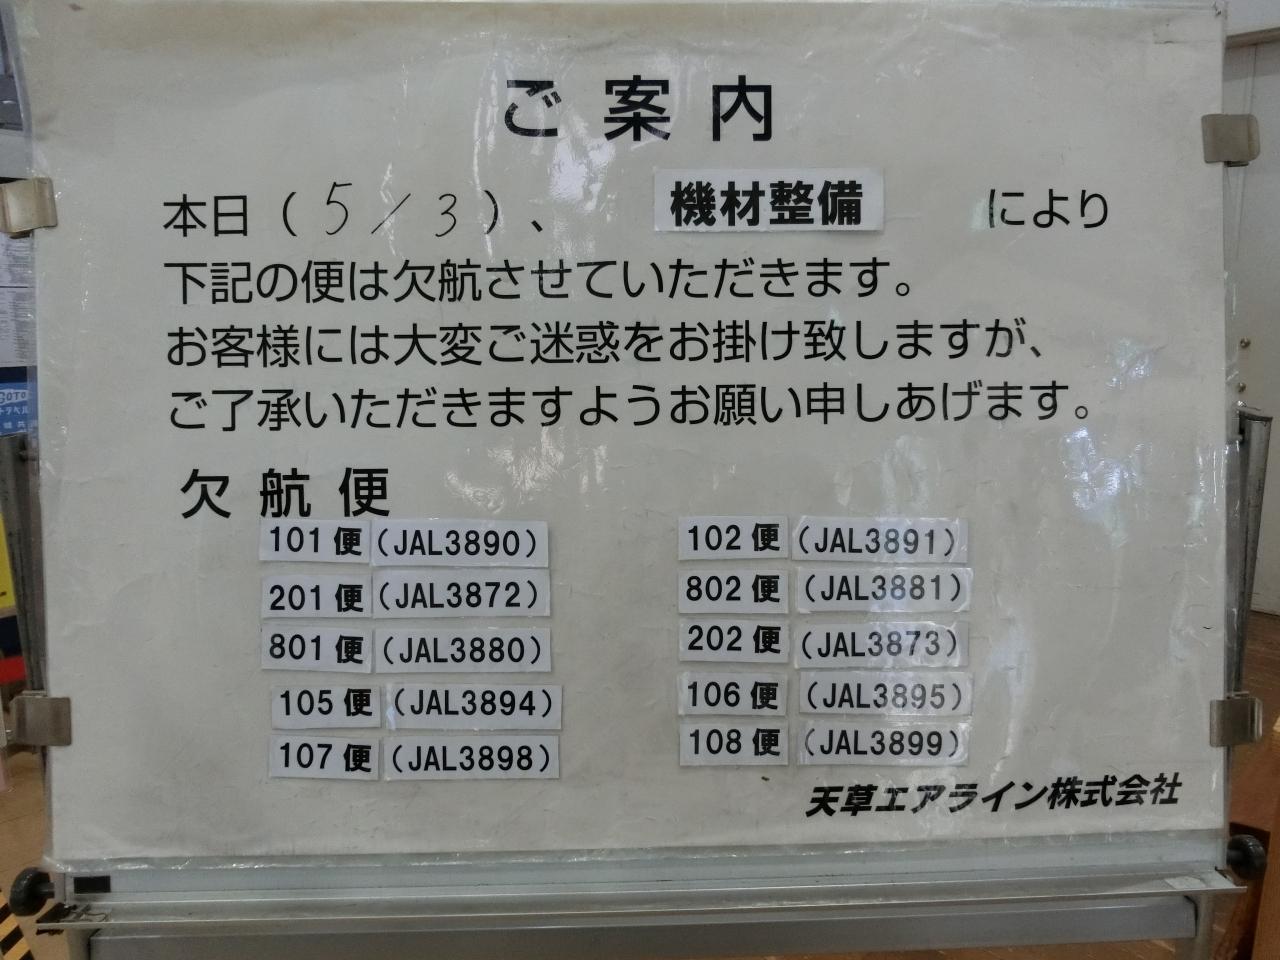 ご案内
本日（5/3）、 機材整備 により
下記の便は欠航させていただきます。
お客様には大変ご迷惑をお掛け致しますが、
ご了承いただきますようお願い申しあげます。
欠航便
101便（JAL3890） 102便（JAL3891）
201便（JAL3872） 802便（JAL3881）
801便（JAL3880） 202便（JAL3873）
105便（JAL3894） 106便（JAL3895）
107便（JAL3898） 108便（JAL3899）
天草エアライン株式会社
GOTO